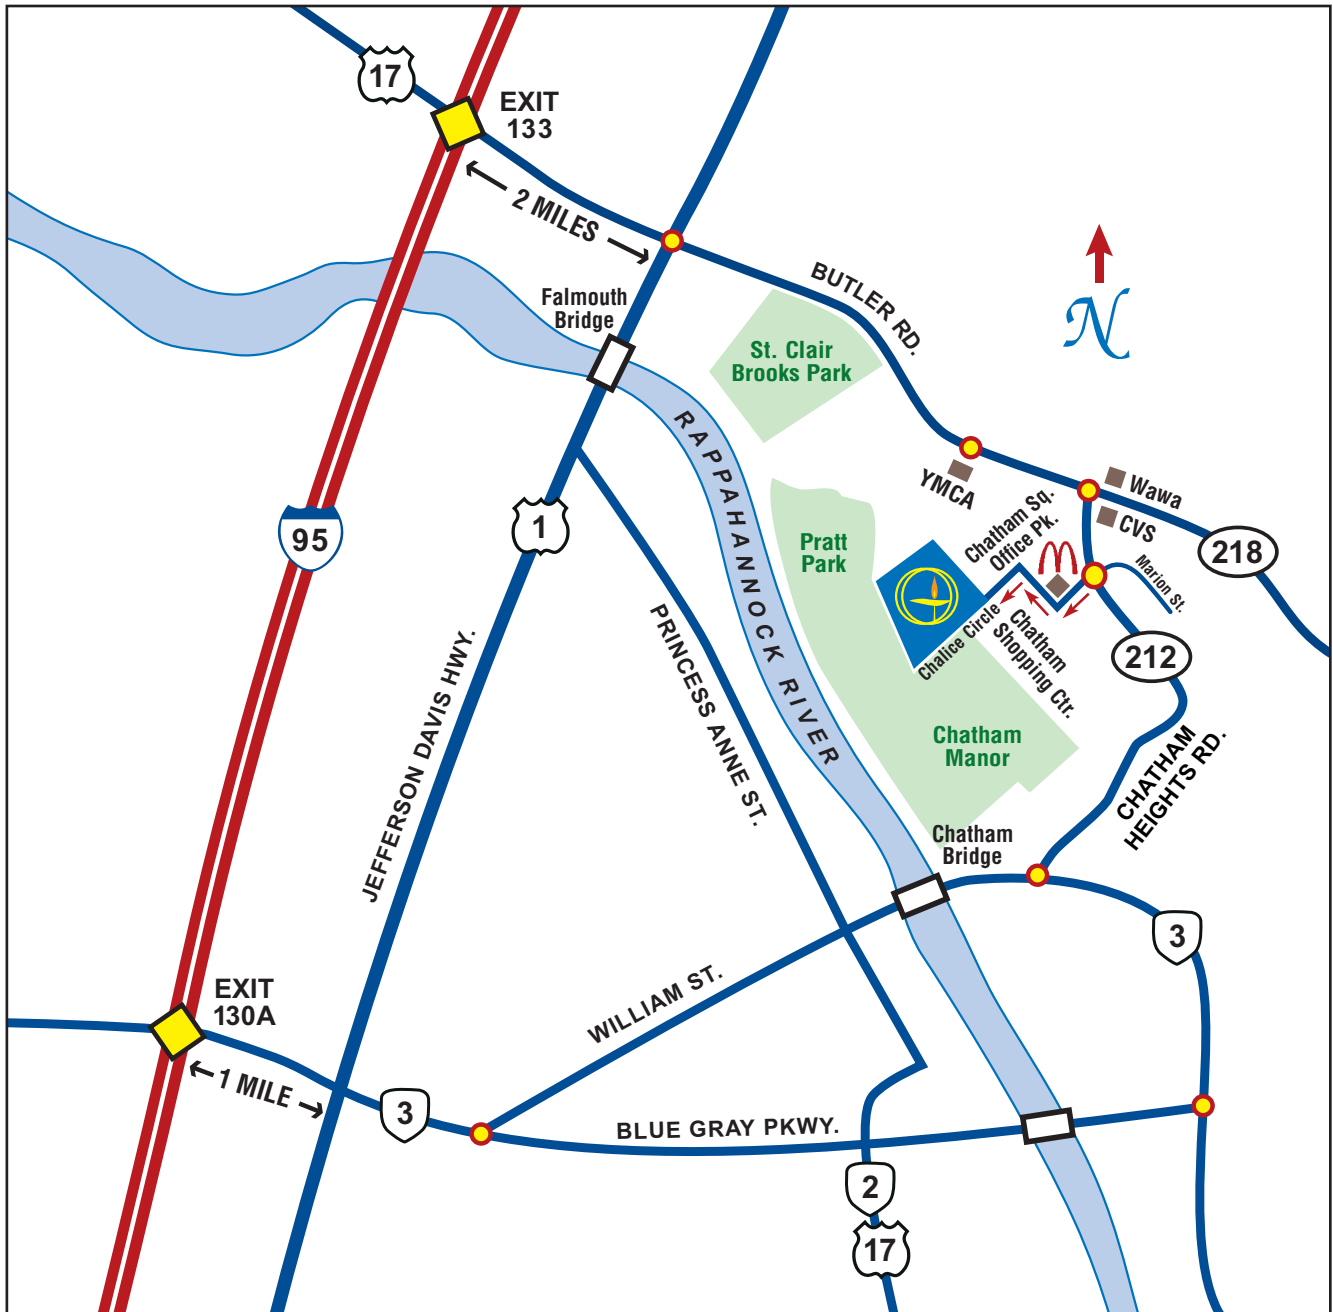 17
EXIT
133
2 MILES
Falmouth
Bridge
BUTLER RD.
N
St. Clair
Brooks Park
RAPPAHANNOCK RIVER
YMCA
Wawa
CVS
218
Chatham Sq.
Office Pk.
Marion St.
95
1
Pratt
Park
Chalice Circle
Chatham
Shopping Ctr.
212
PRINCESS ANNE ST.
JEFFERSON DAVIS HWY.
Chatham
Manor
CHATHAM
HEIGHTS RD.
Chatham
Bridge
3
EXIT
130A
WILLIAM ST.
1 MILE
3
BLUE GRAY PKWY.
2
17